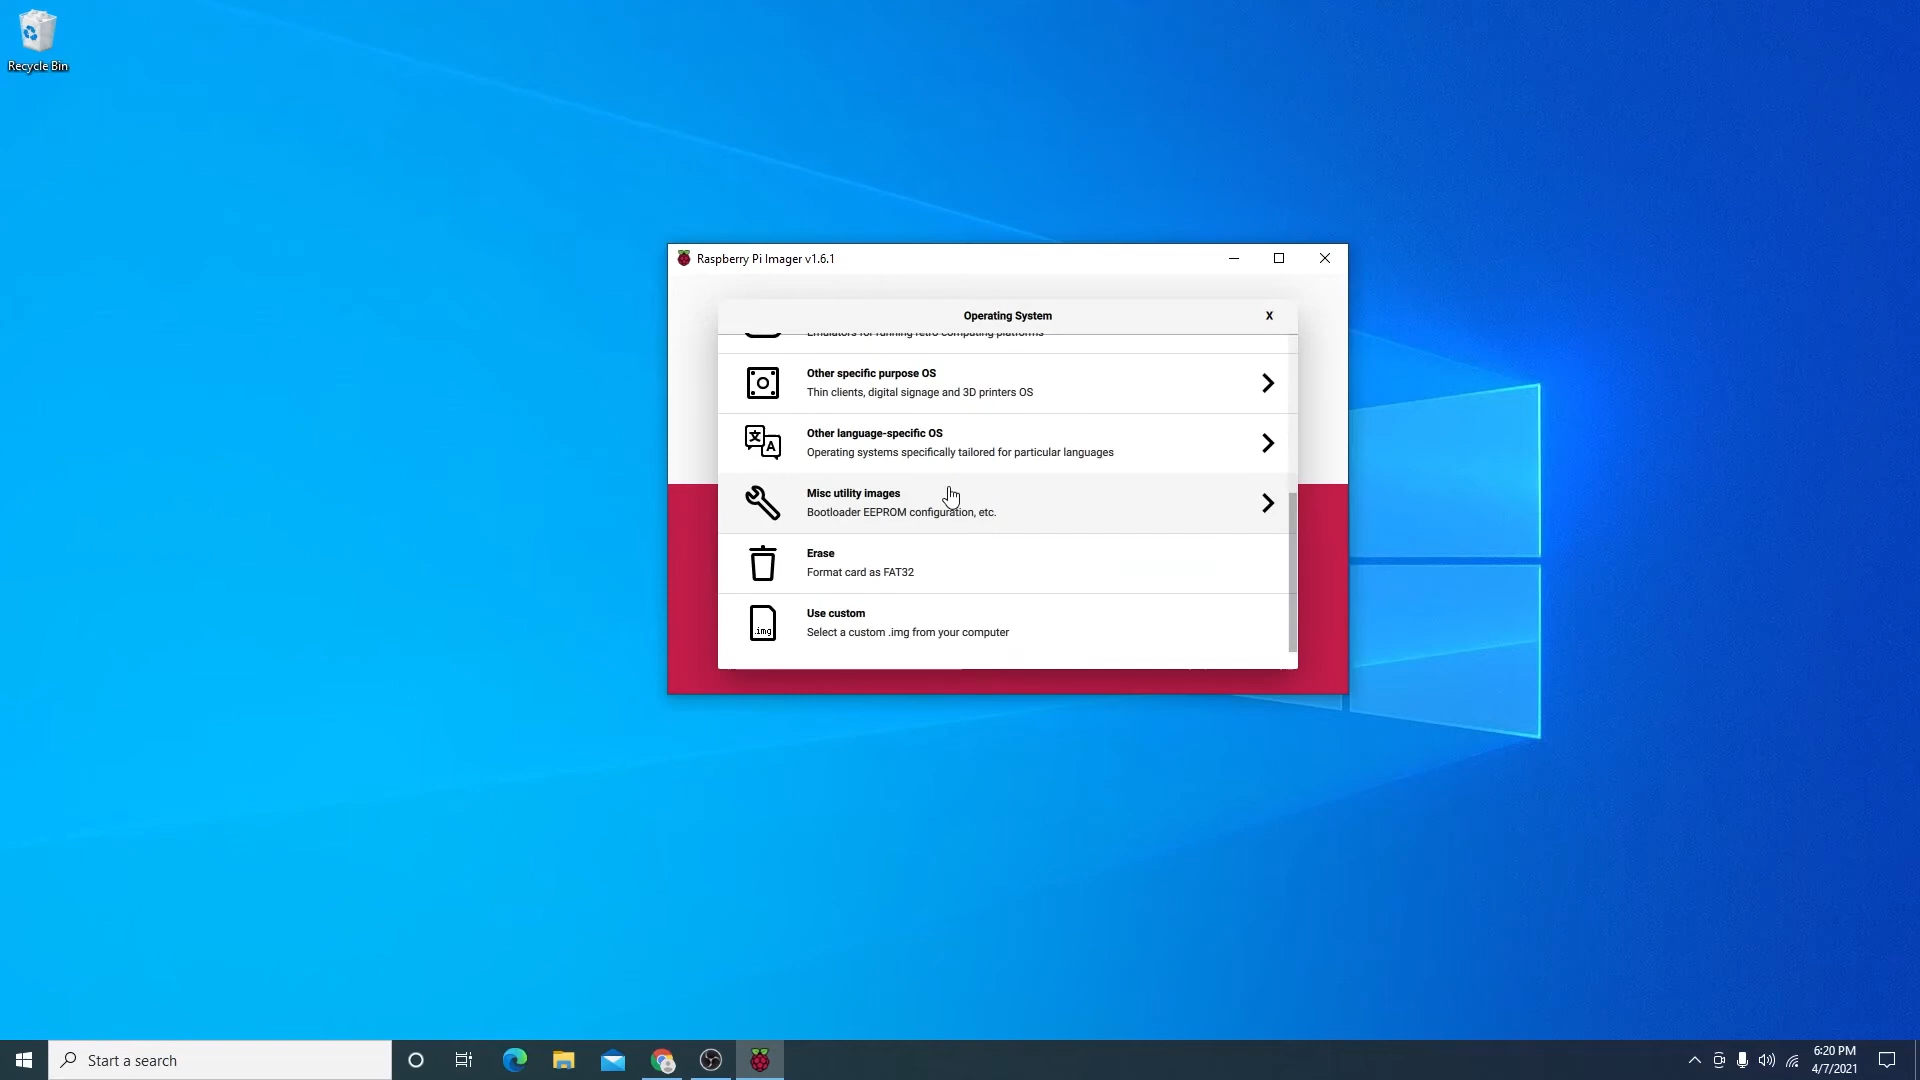 Recycle Bin
Raspberry Pi Imager v1.6.1
Operating System
X
Emulators for running retro computing platforms
Other specific purpose OS
Thin clients, digital signage and 3D printers OS
文
A
Other language-specific OS
Operating systems specifically tailored for particular languages
Misc utility images
Bootloader EEPROM configuration, etc.
Erase
Format card as FAT32
.img
Use custom
Select a custom .img from your computer
Start a search
6:20 PM
4/7/2021